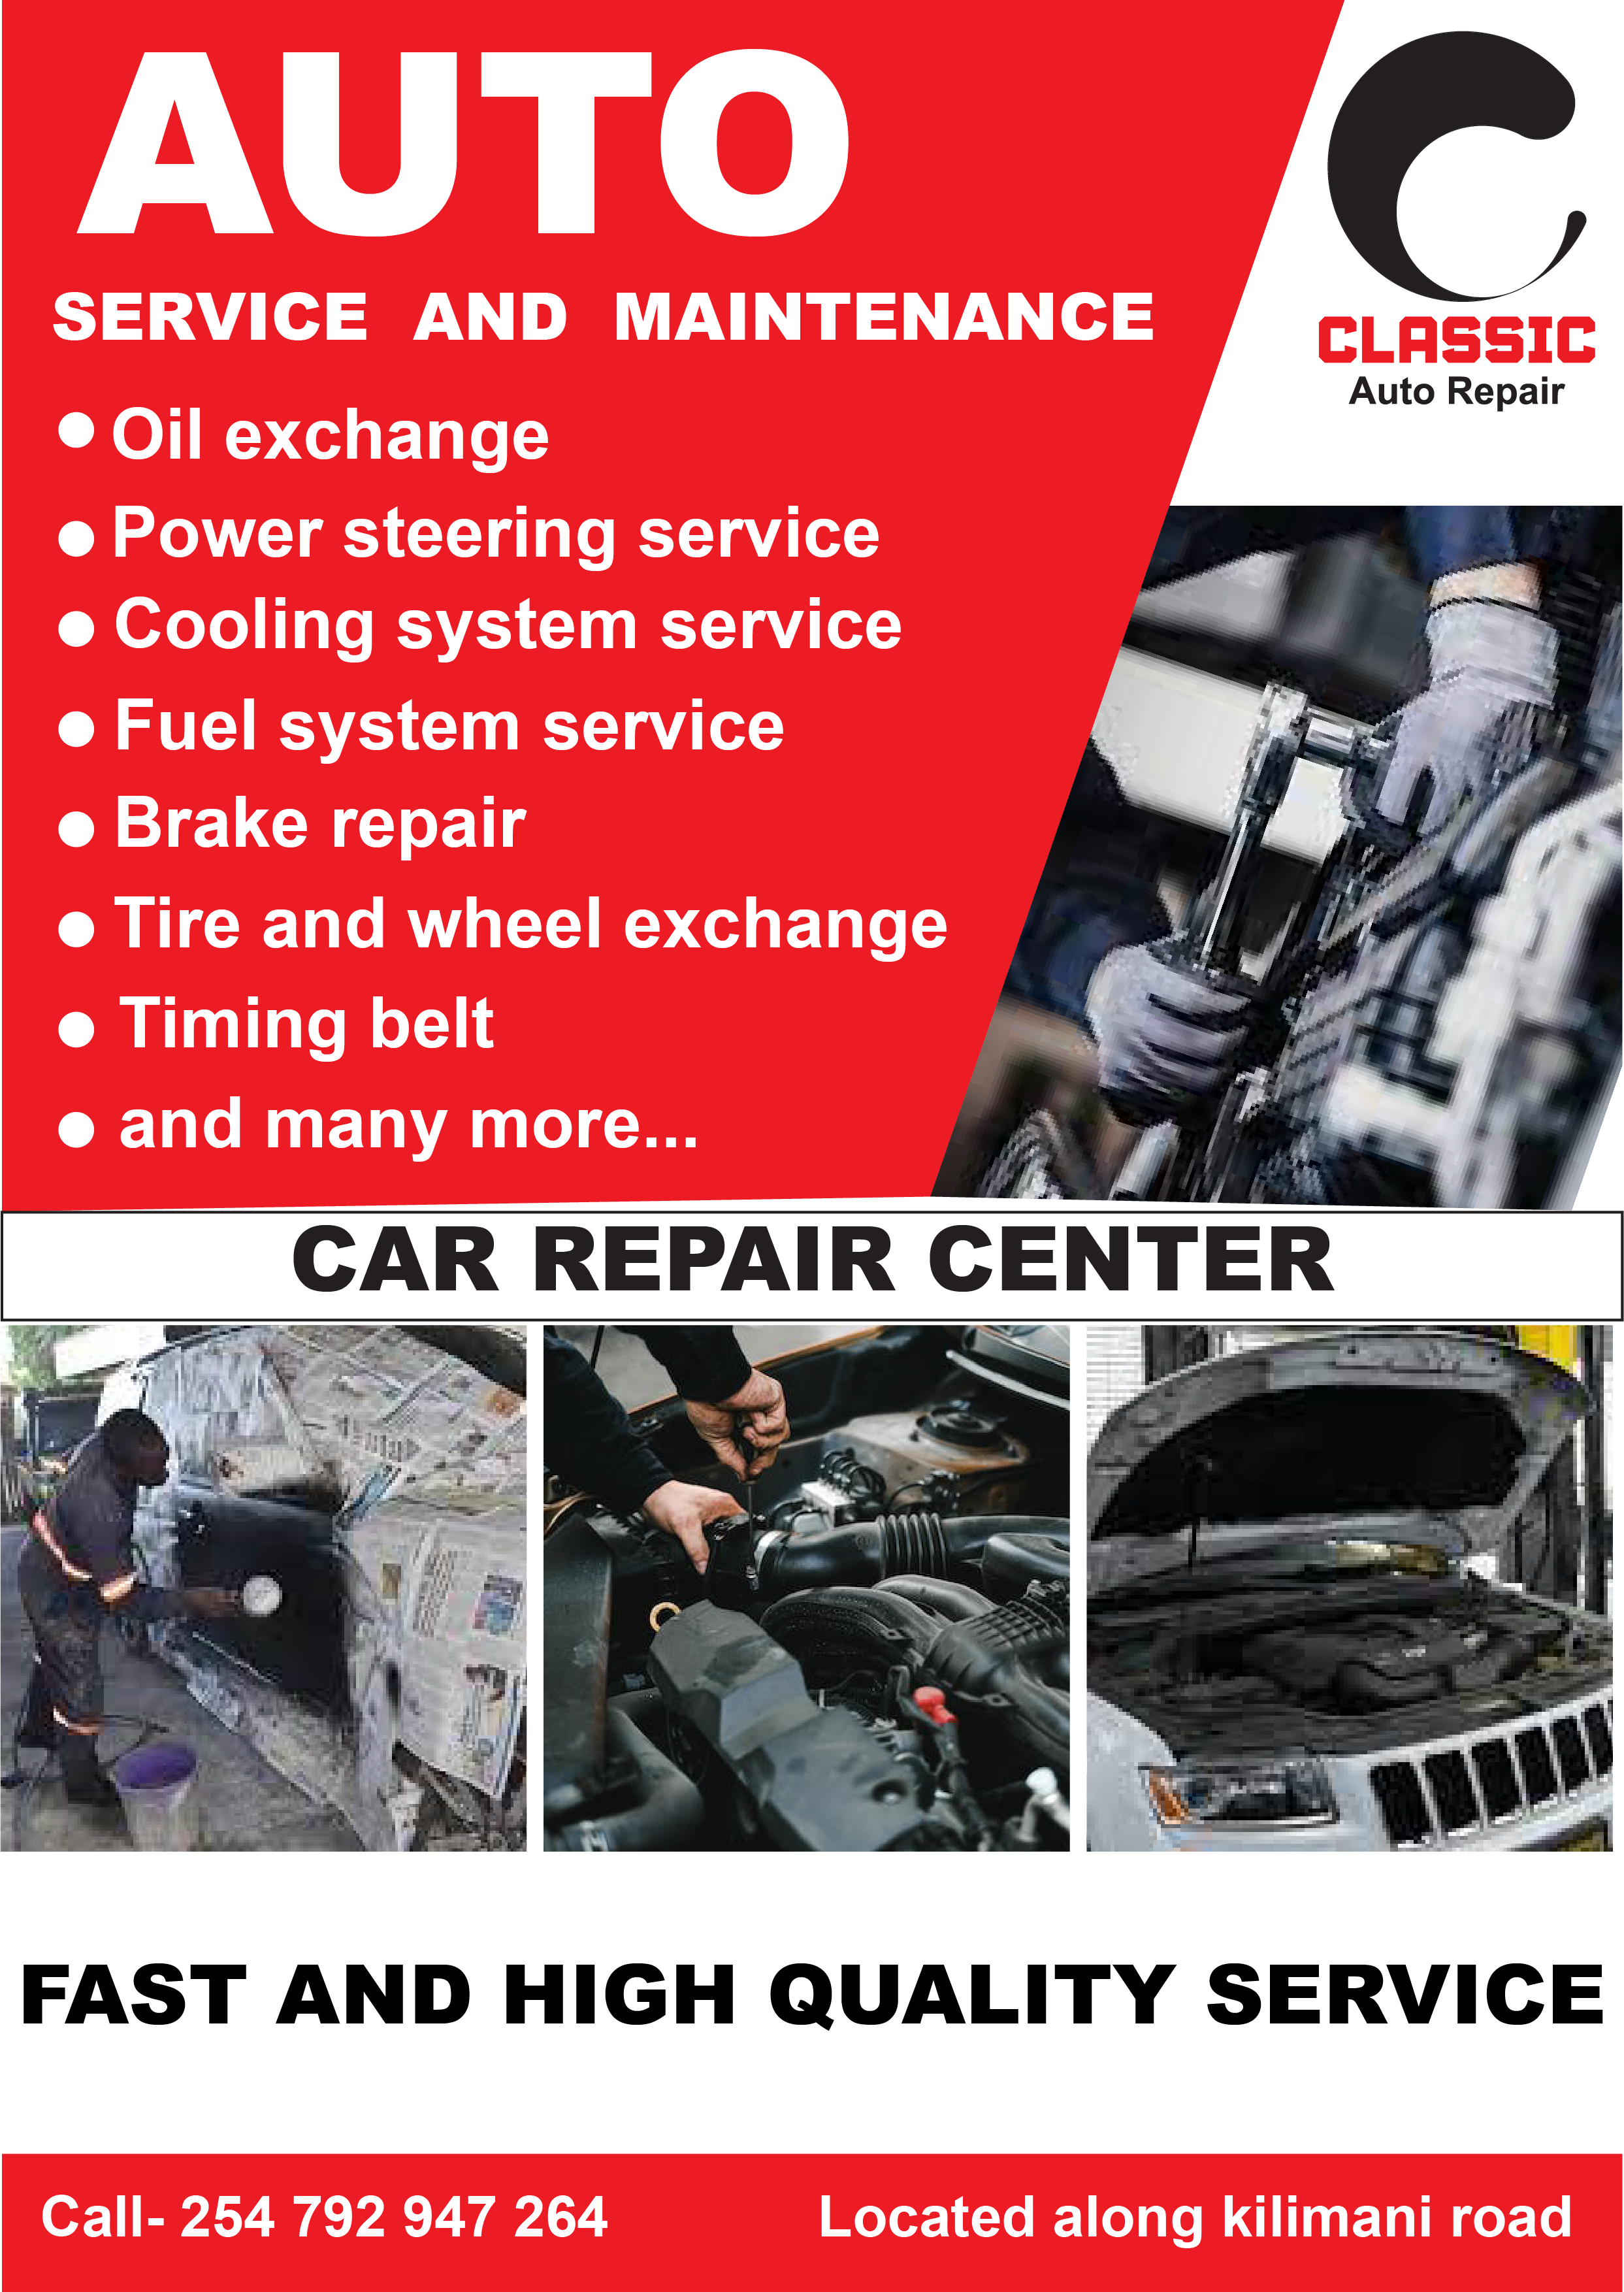 AUTO
SERVICE AND MAINTENANCE
CLASSIC
Auto Repair
• Oil exchange
• Power steering service
• Cooling system service
• Fuel system service
• Brake repair
• Tire and wheel exchange
• Timing belt
• and many more...
CAR REPAIR CENTER
FAST AND HIGH QUALITY SERVICE
Call- 254 792 947 264
Located along kilimani road